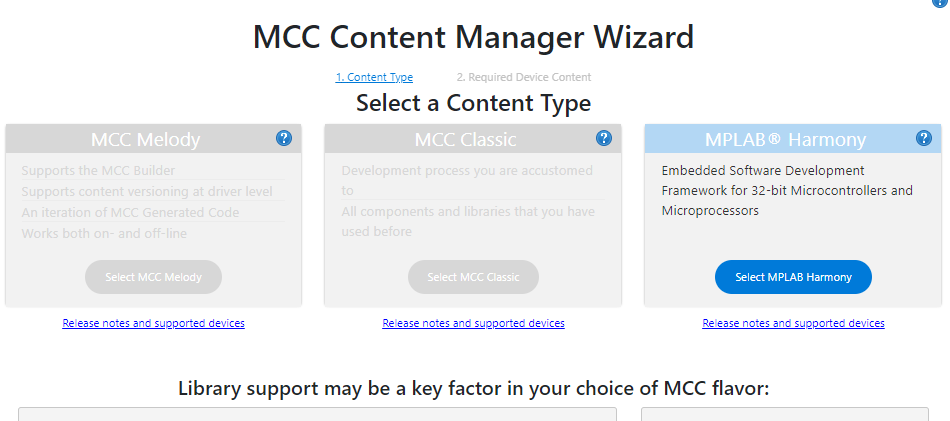 MCC Content Manager Wizard
1. Content Type
2. Required Device Content
Select a Content Type
MCC Melody
Supports the MCC Builder
Supports content versioning at driver level
An iteration of MCC Generated Code
Works both on- and off-line
Select MCC Melody
Release notes and supported devices
MCC Classic
Development process you are accustomed
to
All components and libraries that you have
used before
Select MCC Classic
Release notes and supported devices
MPLAB® Harmony
Embedded Software Development
Framework for 32-bit Microcontrollers and
Microprocessors
Select MPLAB Harmony
Release notes and supported devices
Library support may be a key factor in your choice of MCC flavor: